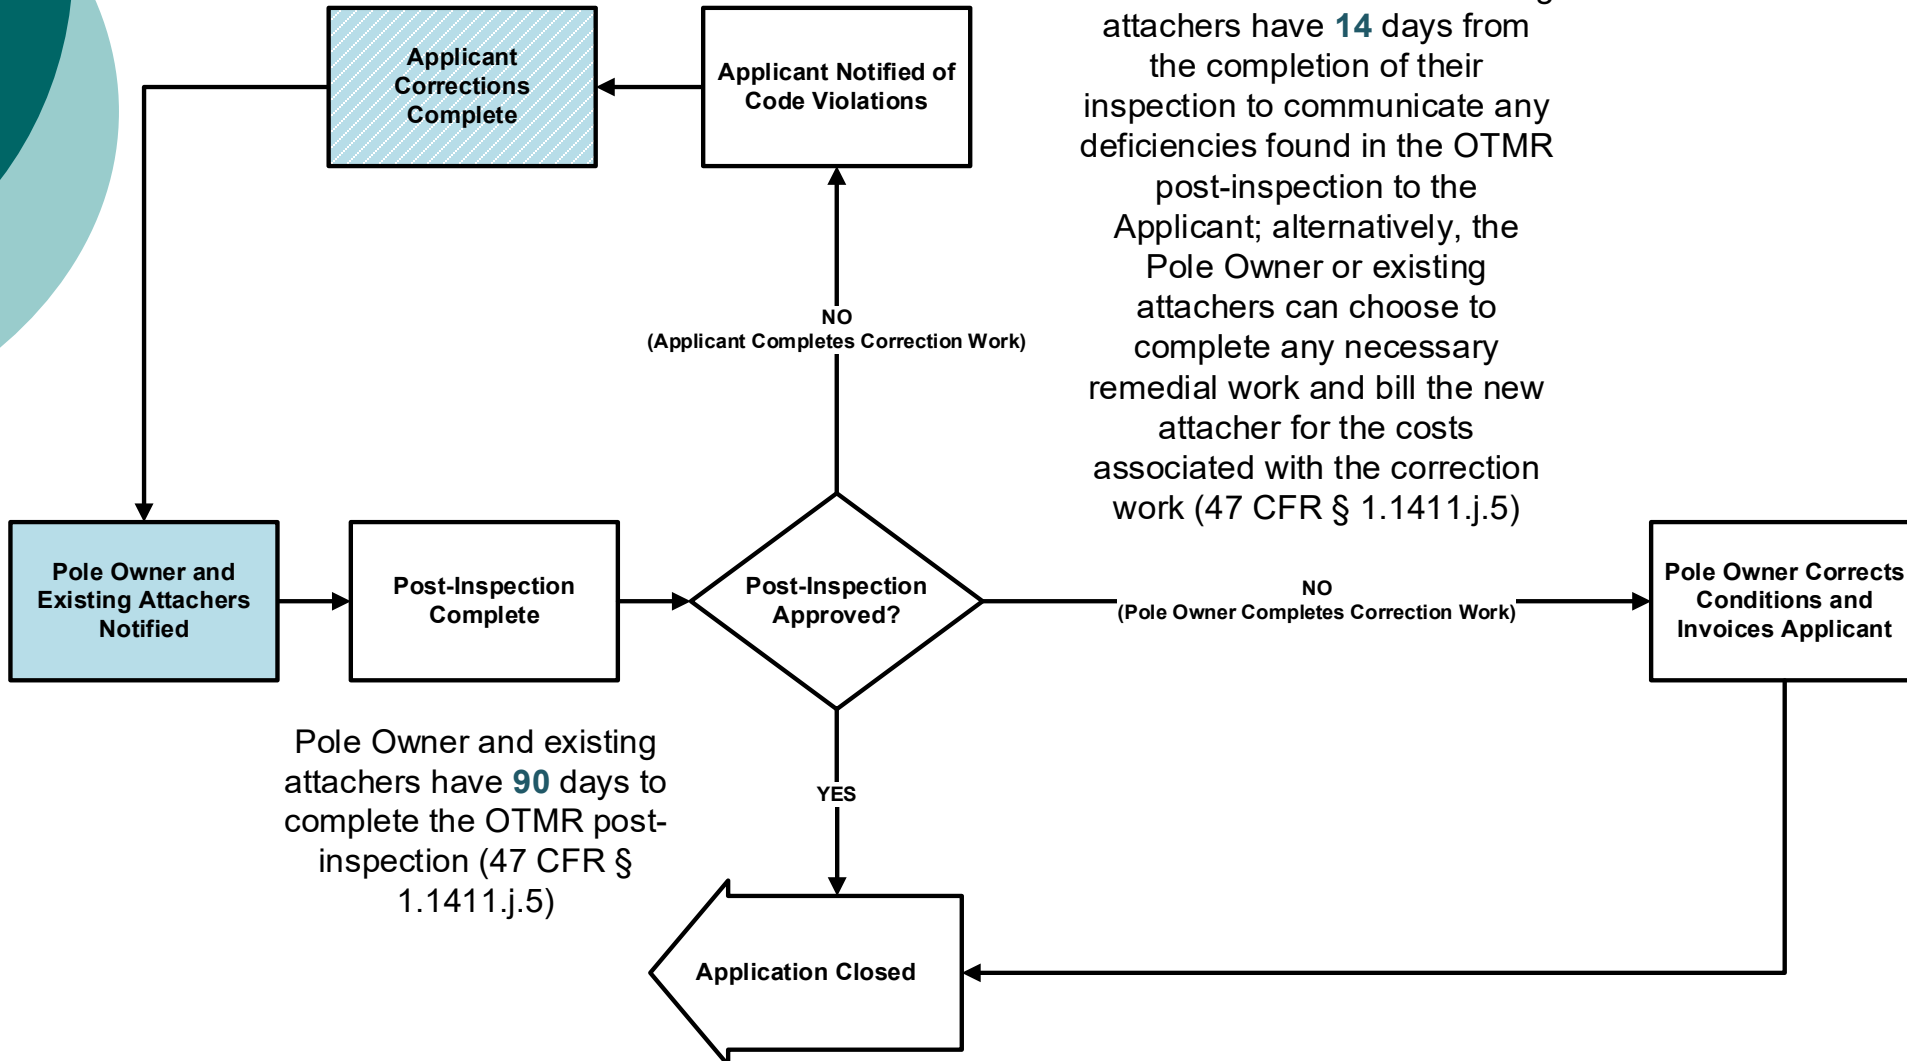 Applicant
Corrections
Complete
Applicant Notified of
Code Violations
attachers have 14 days from
the completion of their
inspection to communicate any
deficiencies found in the OTMR
post-inspection to the
Applicant; alternatively, the
Pole Owner or existing
attachers can choose to
complete any necessary
remedial work and bill the new
attacher for the costs
associated with the correction
work (47 CFR § 1.1411.j.5)
NO
(Applicant Completes Correction Work)
Pole Owner and
Existing Attachers
Notified
Post-Inspection
Complete
Post-Inspection
Approved?
NO
(Pole Owner Completes Correction Work)
Pole Owner Corrects
Conditions and
Invoices Applicant
Pole Owner and existing
attachers have 90 days to
complete the OTMR post-
inspection (47 CFR §
1.1411.j.5)
YES
Application Closed